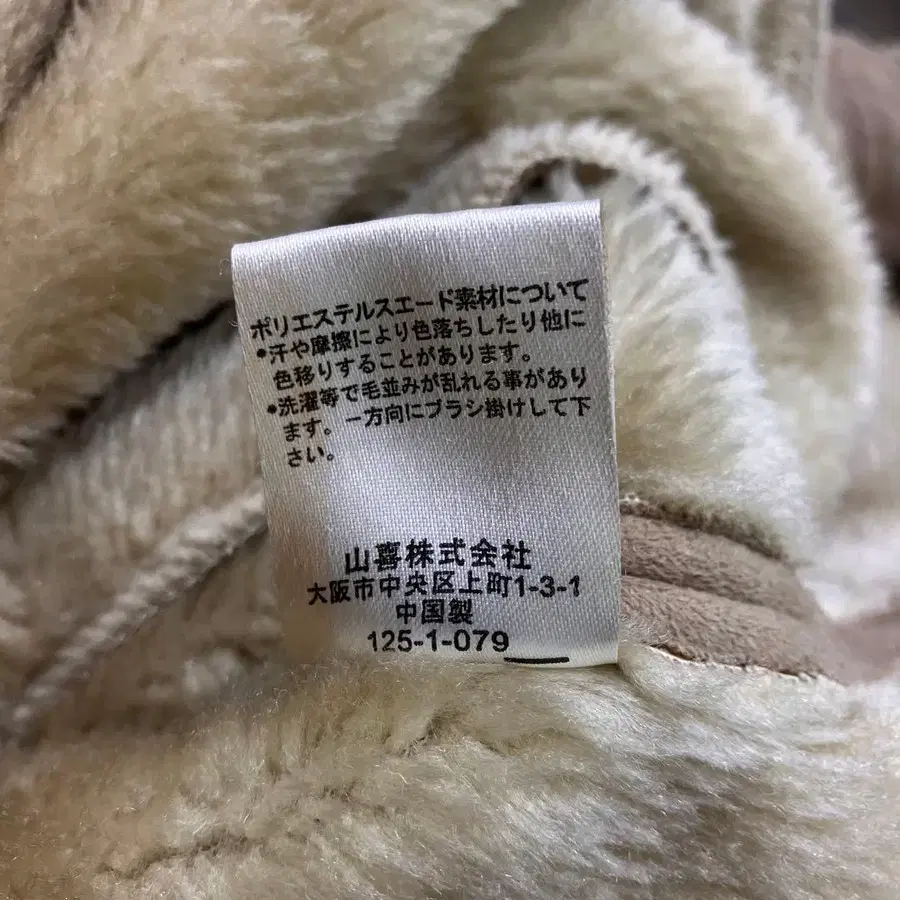 ポリエステルスエード素材について
•汗や摩擦により色落ちしたり他に
色移りすることがあります。
•洗濯等で毛並みが乱れる事があり
ます。一方向にブラシ掛けして下
さい。
山喜株式会社
大阪市中央区上町1-3-1
中国製
125-1-079